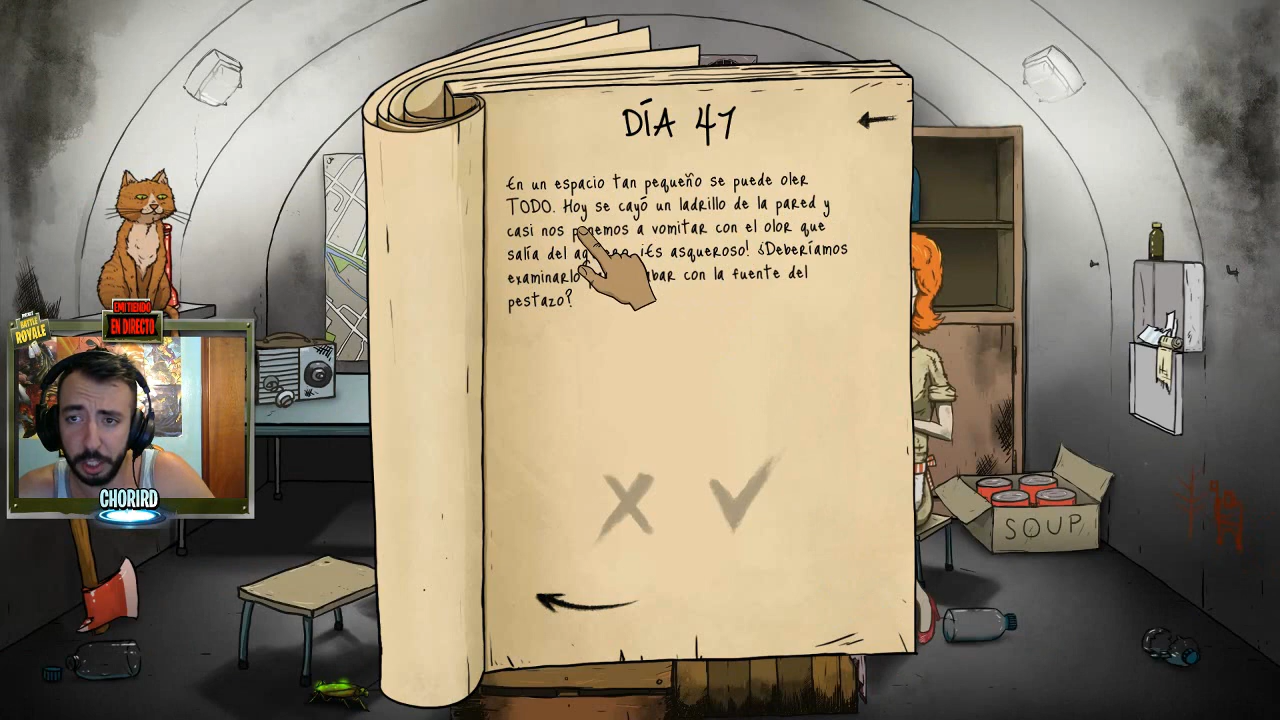 DÍA 47
En un espacio tan pequeño se puede oler
TODO. Hoy se cayó un ladrillo de la pared y
casi nos ponemos a vomitar con el olor que
salía del ¡Es asqueroso! ¿Deberíamos
examinarlo con la fuente del
pestazo?
EMITIENDO
EN DIRECTO
BATTLE
ROYALE
CHORIRD
SOUP